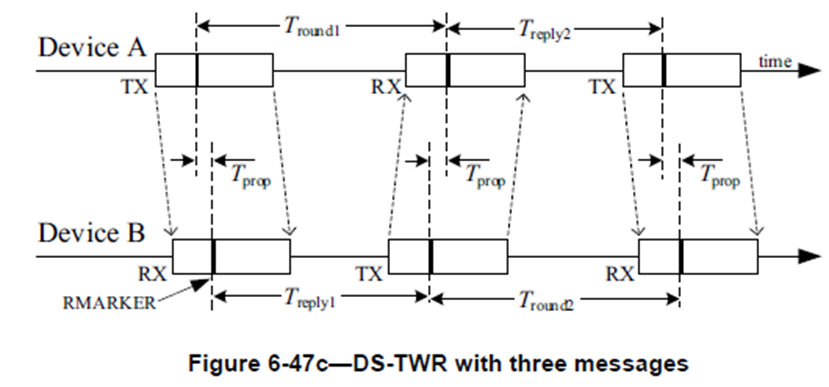 Tround1
Treply2
Device A
time
TX
RX
TX
Tprop
Tprop
Tprop
Device B
RX
TX
RX
RMARKER
Treply1
Tround2
Figure 6-47c—DS-TWR with three messages